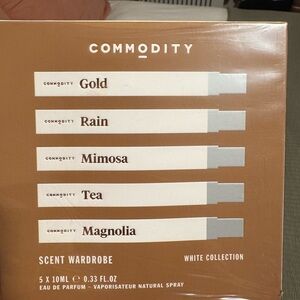 COMMODITY
COMMODITY Gold
COMMODITY Rain
COMMODITY Mimosa
COMMODITY Tea
COMMODITY Magnolia
SCENT WARDROBE
WHITE COLLECTION
5 X 10ML ℮ 0.33 FL.OZ
EAU DE PARFUM - VAPORISATEUR NATURAL SPRAY